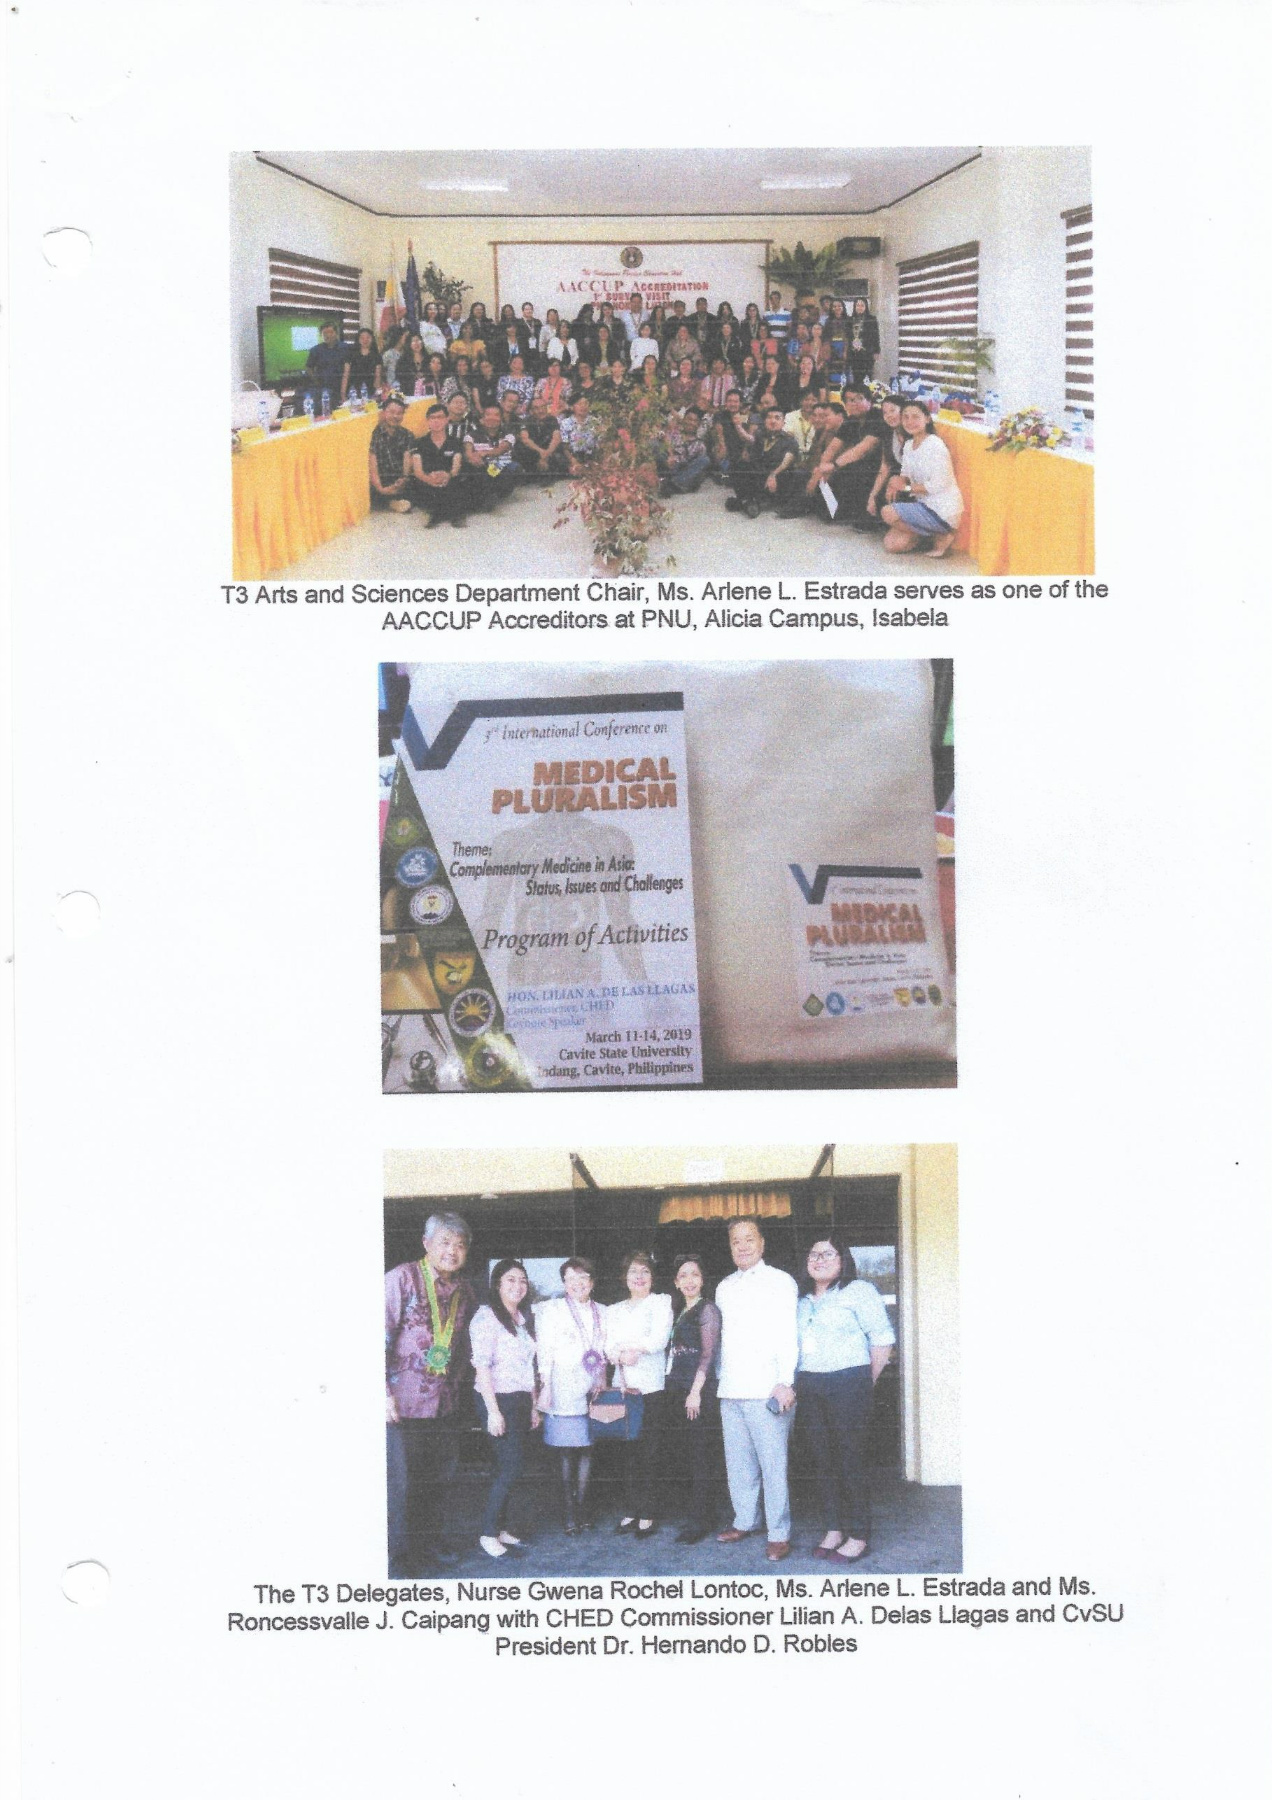 AACCUP ACCREDITATION
1st SURVEY VISIT
T3 Arts and Sciences Department Chair, Ms. Arlene L. Estrada serves as one of the
AACCUP Accreditors at PNU, Alicia Campus, Isabela
3rd International Conference on
MEDICAL
PLURALISM
Theme:
Complementary Medicine in Asia:
Status, Issues and Challenges
Program of Activities
HON. LILIAN A. DE LAS LLAGAS
Commissioner, CHED
Keynote Speaker
March 11-14, 2019
Cavite State University
Indang, Cavite, Philippines
International Conference on
MEDICAL
PLURALISM
The T3 Delegates, Nurse Gwena Rochel Lontoc, Ms. Arlene L. Estrada and Ms.
Roncessvalle J. Caipang with CHED Commissioner Lilian A. Delas Llagas and CvSU
President Dr. Hernando D. Robles